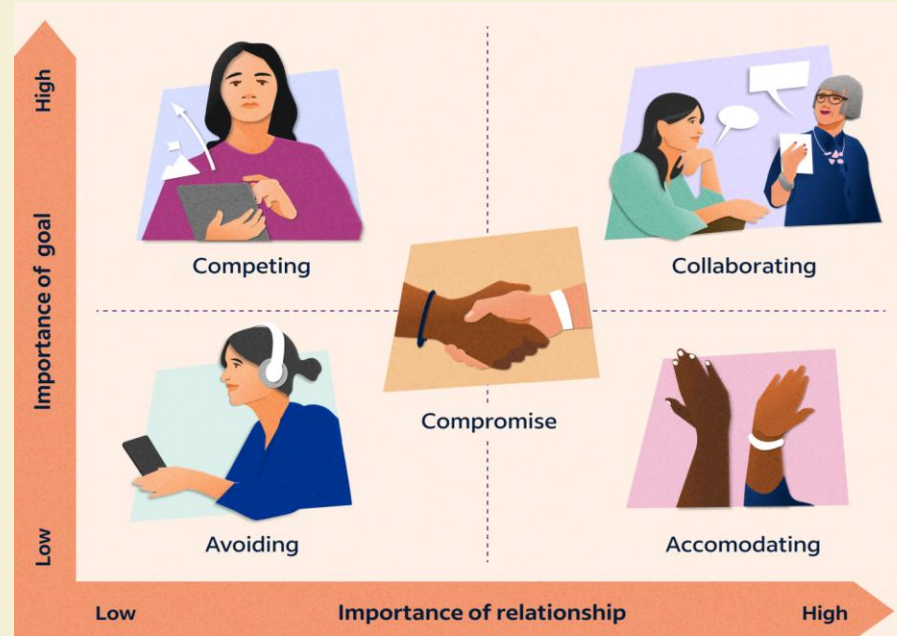 High
Importance of goal
Low
Competing
Collaborating
Compromise
Avoiding
Accomodating
Low
Importance of relationship
High